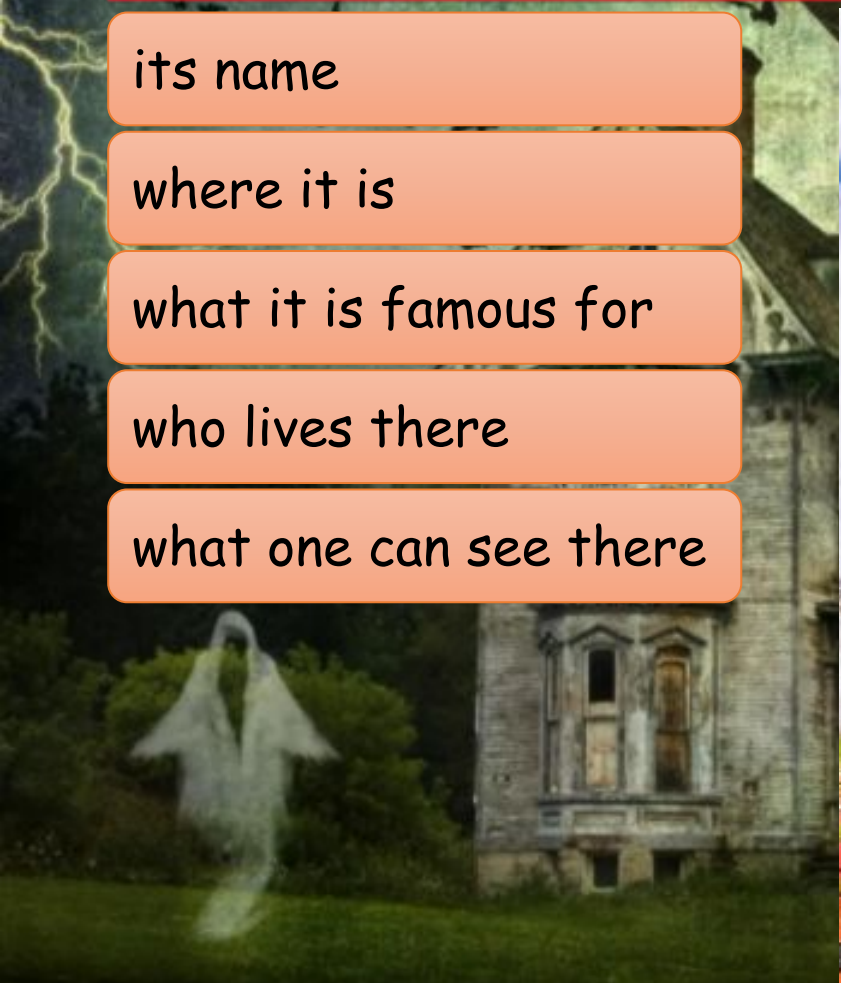 its name
where it is
what it is famous for
who lives there
what one can see there